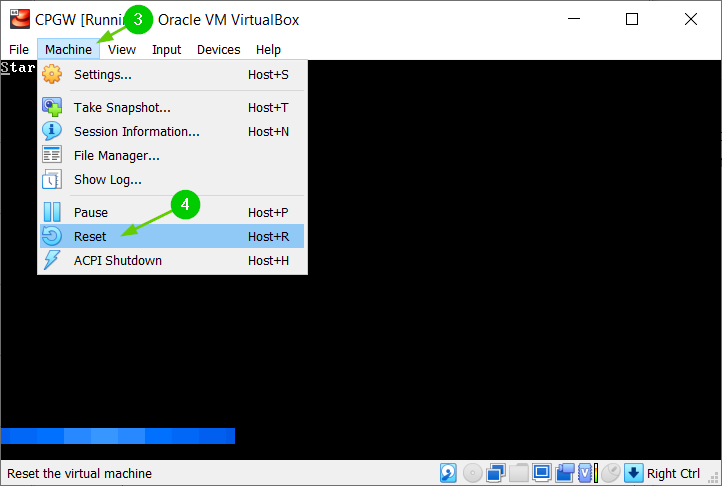 CPGW [Runni 3 Oracle VM VirtualBox
File Machine View Input Devices Help
Star
Settings... Host+S
Take Snapshot... Host+T
Session Information... Host+N
File Manager...
Show Log...
4
Pause Host+P
Reset Host+R
ACPI Shutdown Host+H
Reset the virtual machine Right Ctrl